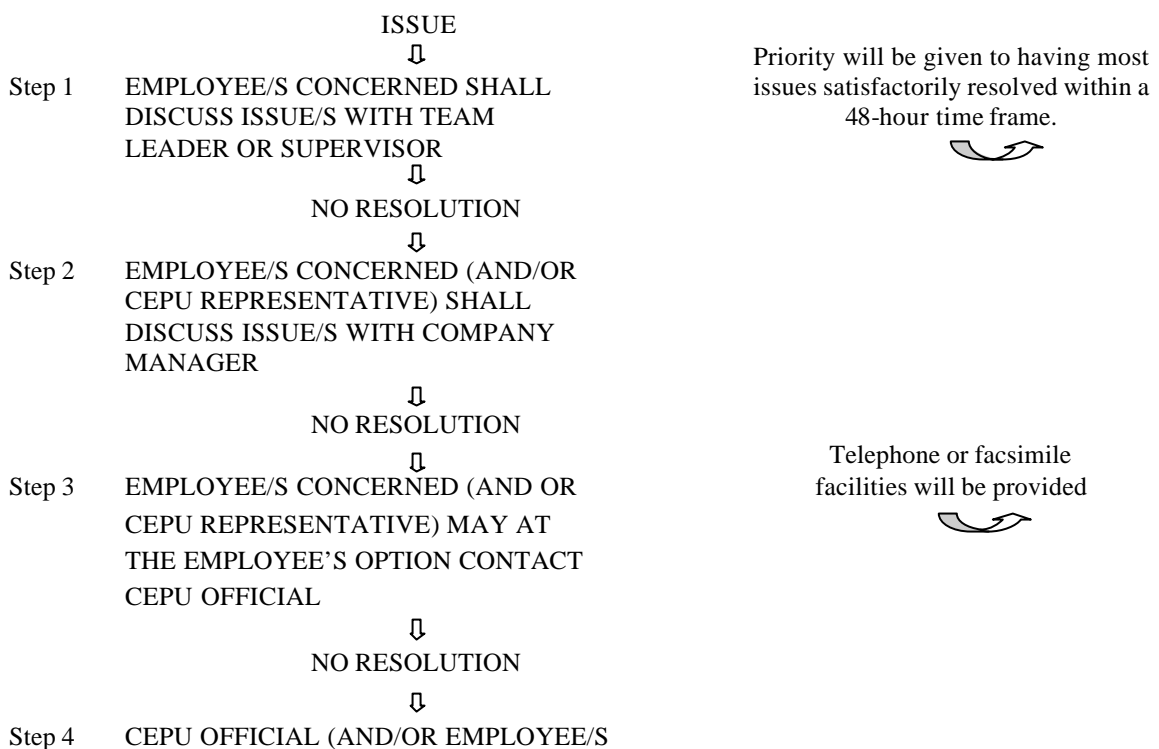 ISSUE
Priority will be given to having most
issues satisfactorily resolved within a
48-hour time frame.
Step 1 EMPLOYEE/S CONCERNED SHALL
DISCUSS ISSUE/S WITH TEAM
LEADER OR SUPERVISOR
NO RESOLUTION
Step 2 EMPLOYEE/S CONCERNED (AND/OR
CEPU REPRESENTATIVE) SHALL
DISCUSS ISSUE/S WITH COMPANY
MANAGER
NO RESOLUTION
Telephone or facsimile
facilities will be provided
Step 3 EMPLOYEE/S CONCERNED (AND OR
CEPU REPRESENTATIVE) MAY AT
THE EMPLOYEE’S OPTION CONTACT
CEPU OFFICIAL
NO RESOLUTION
Step 4 CEPU OFFICIAL (AND/OR EMPLOYEE/S